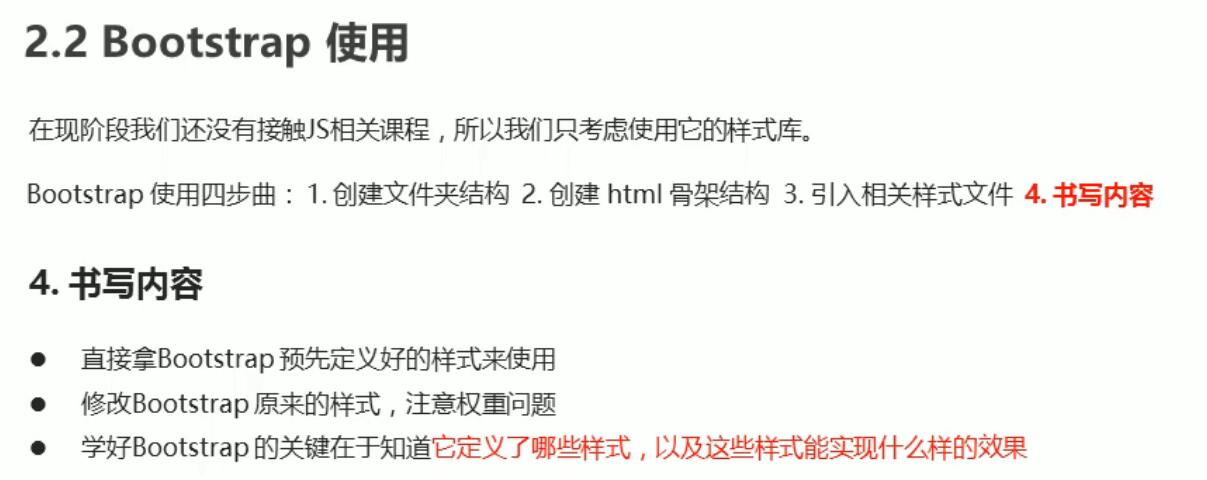 2.2 Bootstrap 使用
在现阶段我们还没有接触JS相关课程，所以我们只考虑使用它的样式库。
Bootstrap 使用四步曲： 1. 创建文件夹结构 2. 创建 html 骨架结构 3. 引入相关样式文件 4. 书写内容
4. 书写内容
● 直接拿Bootstrap 预先定义好的样式来使用
● 修改Bootstrap 原来的样式，注意权重问题
● 学好Bootstrap 的关键在于知道它定义了哪些样式，以及这些样式能实现什么样的效果